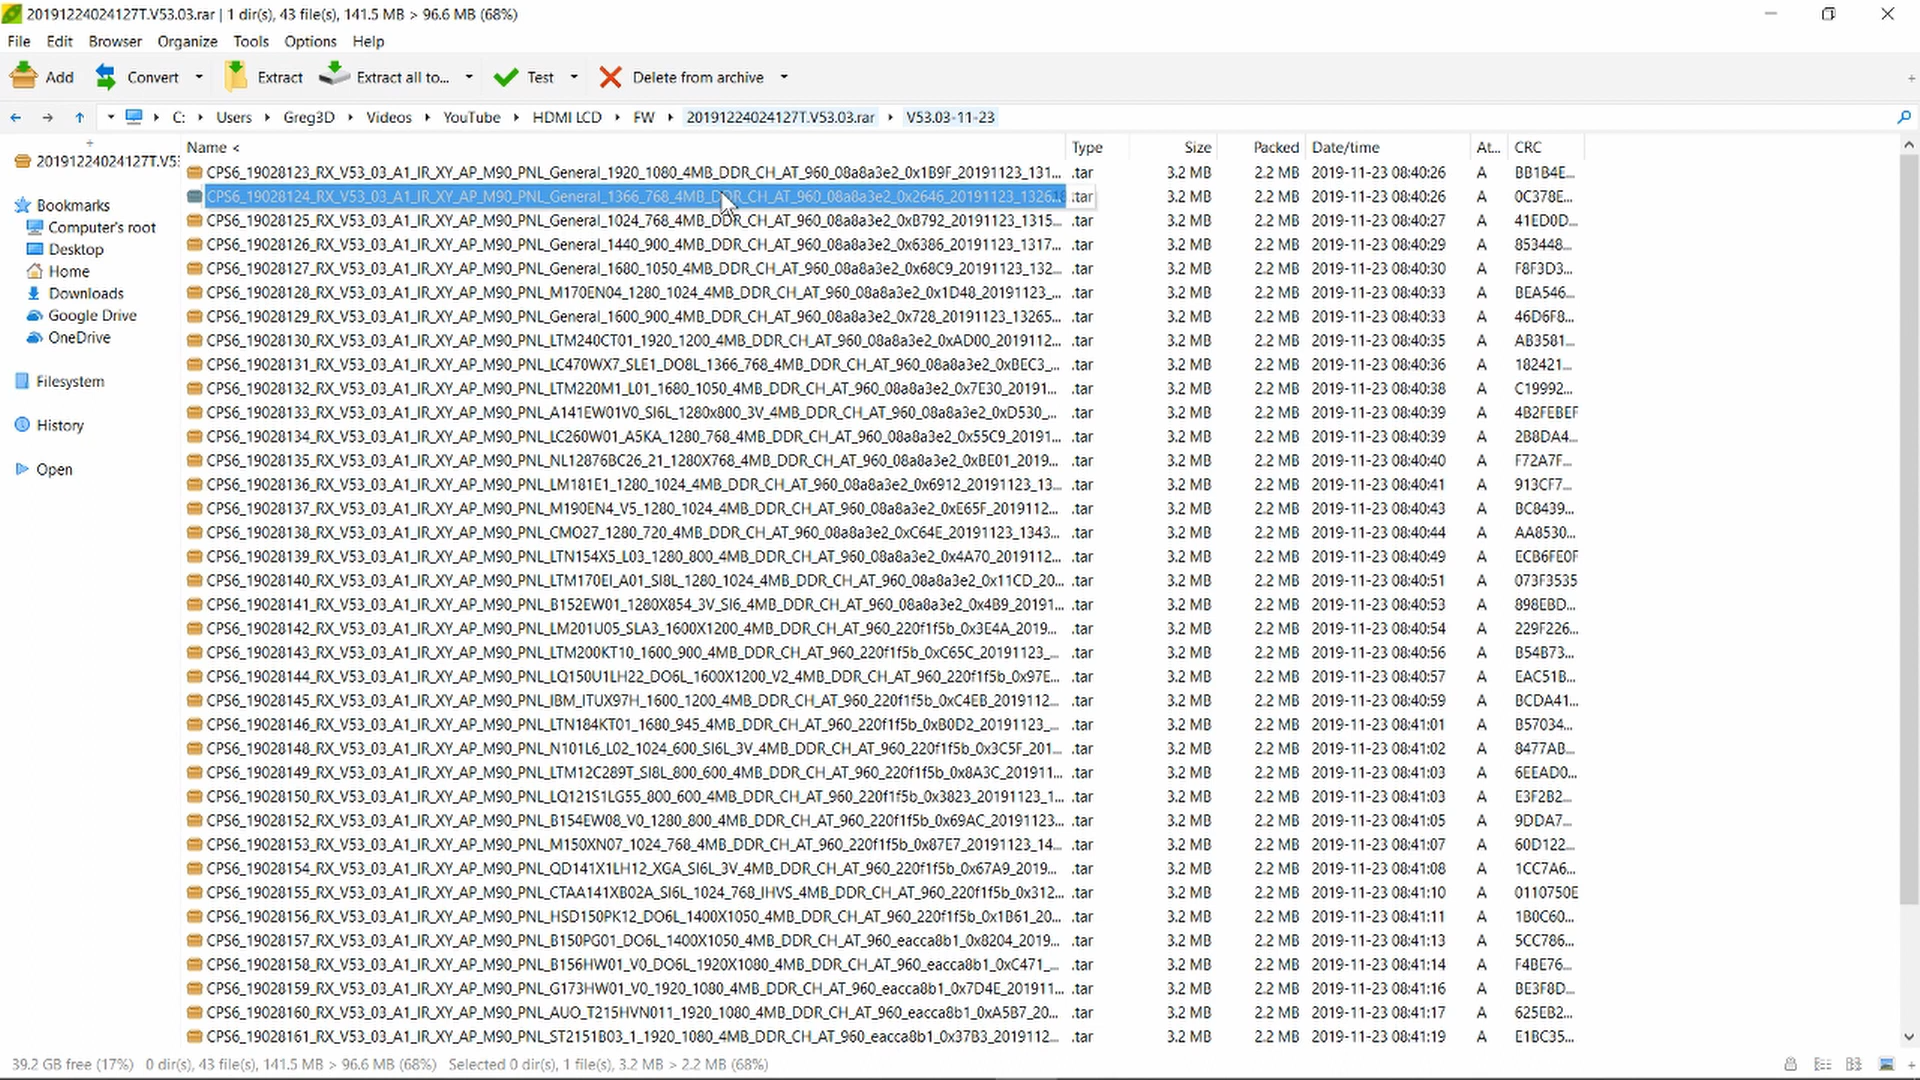 20191224024127T.V53.03.rar | 1 dir(s), 43 file(s), 141.5 MB > 96.6 MB (68%)
File Edit Browser Organize Tools Options Help
Add Convert Extract Extract all to... Test Delete from archive
C: Users Greg3D Videos YouTube HDMI LCD FW 20191224024127T.V53.03.rar V53.03-11-23
20191224024127T.V53
Bookmarks
Computer's root
Desktop
Home
Downloads
Google Drive
OneDrive
Filesystem
History
Open
Name < Type Size Packed Date/time At... CRC
CPS6_19028123_RX_V53_03_A1_IR_XY_AP_M90_PNL_General_1920_1080_4MB_DDR_CH_AT_960_08a8a3e2_0x1B9F_20191123_131... .tar 3.2 MB 2.2 MB 2019-11-23 08:40:26 A BB1B4E...
CPS6_19028124_RX_V53_03_A1_IR_XY_AP_M90_PNL_General_1366_768_4MB_DDR_CH_AT_960_08a8a3e2_0x2646_20191123_1326 .tar 3.2 MB 2.2 MB 2019-11-23 08:40:26 A 0C378E...
CPS6_19028125_RX_V53_03_A1_IR_XY_AP_M90_PNL_General_1024_768_4MB_DDR_CH_AT_960_08a8a3e2_0xB792_20191123_1315... .tar 3.2 MB 2.2 MB 2019-11-23 08:40:27 A 41ED0D...
CPS6_19028126_RX_V53_03_A1_IR_XY_AP_M90_PNL_General_1440_900_4MB_DDR_CH_AT_960_08a8a3e2_0x6386_20191123_1317... .tar 3.2 MB 2.2 MB 2019-11-23 08:40:29 A 853448...
CPS6_19028127_RX_V53_03_A1_IR_XY_AP_M90_PNL_General_1680_1050_4MB_DDR_CH_AT_960_08a8a3e2_0x68C9_20191123_132... .tar 3.2 MB 2.2 MB 2019-11-23 08:40:30 A F8F3D3...
CPS6_19028128_RX_V53_03_A1_IR_XY_AP_M90_PNL_M170EN04_1280_1024_4MB_DDR_CH_AT_960_08a8a3e2_0x1D48_20191123_... .tar 3.2 MB 2.2 MB 2019-11-23 08:40:33 A BEA546...
CPS6_19028129_RX_V53_03_A1_IR_XY_AP_M90_PNL_General_1600_900_4MB_DDR_CH_AT_960_08a8a3e2_0x728_20191123_13265... .tar 3.2 MB 2.2 MB 2019-11-23 08:40:33 A 46D6F8...
CPS6_19028130_RX_V53_03_A1_IR_XY_AP_M90_PNL_LTM240CT01_1920_1200_4MB_DDR_CH_AT_960_08a8a3e2_0xAD00_2019112... .tar 3.2 MB 2.2 MB 2019-11-23 08:40:35 A AB3581...
CPS6_19028131_RX_V53_03_A1_IR_XY_AP_M90_PNL_LC470WX7_SLE1_DO8L_1366_768_4MB_DDR_CH_AT_960_08a8a3e2_0xBEC3_... .tar 3.2 MB 2.2 MB 2019-11-23 08:40:36 A 182421...
CPS6_19028132_RX_V53_03_A1_IR_XY_AP_M90_PNL_LTM220M1_L01_1680_1050_4MB_DDR_CH_AT_960_08a8a3e2_0x7E30_20191... .tar 3.2 MB 2.2 MB 2019-11-23 08:40:38 A C19992...
CPS6_19028133_RX_V53_03_A1_IR_XY_AP_M90_PNL_A141EW01V0_SI6L_1280x800_3V_4MB_DDR_CH_AT_960_08a8a3e2_0xD530_... .tar 3.2 MB 2.2 MB 2019-11-23 08:40:39 A 4B2FEBEF
CPS6_19028134_RX_V53_03_A1_IR_XY_AP_M90_PNL_LC260W01_A5KA_1280_768_4MB_DDR_CH_AT_960_08a8a3e2_0x55C9_20191... .tar 3.2 MB 2.2 MB 2019-11-23 08:40:39 A 2B8DA4...
CPS6_19028135_RX_V53_03_A1_IR_XY_AP_M90_PNL_NL12876BC26_21_1280X768_4MB_DDR_CH_AT_960_08a8a3e2_0xBE01_2019... .tar 3.2 MB 2.2 MB 2019-11-23 08:40:40 A F72A7F...
CPS6_19028136_RX_V53_03_A1_IR_XY_AP_M90_PNL_LM181E1_1280_1024_4MB_DDR_CH_AT_960_08a8a3e2_0x6912_20191123_13... .tar 3.2 MB 2.2 MB 2019-11-23 08:40:41 A 913CF7...
CPS6_19028137_RX_V53_03_A1_IR_XY_AP_M90_PNL_M190EN4_V5_1280_1024_4MB_DDR_CH_AT_960_08a8a3e2_0xE65F_2019112... .tar 3.2 MB 2.2 MB 2019-11-23 08:40:43 A BC8439...
CPS6_19028138_RX_V53_03_A1_IR_XY_AP_M90_PNL_CMO27_1280_720_4MB_DDR_CH_AT_960_08a8a3e2_0xC64E_20191123_1343... .tar 3.2 MB 2.2 MB 2019-11-23 08:40:44 A AA8530...
CPS6_19028139_RX_V53_03_A1_IR_XY_AP_M90_PNL_LTN154X5_L03_1280_800_4MB_DDR_CH_AT_960_08a8a3e2_0x4A70_2019112... .tar 3.2 MB 2.2 MB 2019-11-23 08:40:49 A ECB6FE0F
CPS6_19028140_RX_V53_03_A1_IR_XY_AP_M90_PNL_LTM170EI_A01_SI8L_1280_1024_4MB_DDR_CH_AT_960_08a8a3e2_0x11CD_20... .tar 3.2 MB 2.2 MB 2019-11-23 08:40:51 A 073F3535
CPS6_19028141_RX_V53_03_A1_IR_XY_AP_M90_PNL_B152EW01_1280X854_3V_SI6_4MB_DDR_CH_AT_960_08a8a3e2_0x4B9_20191... .tar 3.2 MB 2.2 MB 2019-11-23 08:40:53 A 898EBD...
CPS6_19028142_RX_V53_03_A1_IR_XY_AP_M90_PNL_LM201U05_SLA3_1600X1200_4MB_DDR_CH_AT_960_220f1f5b_0x3E4A_2019... .tar 3.2 MB 2.2 MB 2019-11-23 08:40:54 A 229F226...
CPS6_19028143_RX_V53_03_A1_IR_XY_AP_M90_PNL_LTM200KT10_1600_900_4MB_DDR_CH_AT_960_220f1f5b_0xC65C_20191123_... .tar 3.2 MB 2.2 MB 2019-11-23 08:40:56 A B54B73...
CPS6_19028144_RX_V53_03_A1_IR_XY_AP_M90_PNL_LQ150U1LH22_DO6L_1600X1200_V2_4MB_DDR_CH_AT_960_220f1f5b_0x97E... .tar 3.2 MB 2.2 MB 2019-11-23 08:40:57 A EAC51B...
CPS6_19028145_RX_V53_03_A1_IR_XY_AP_M90_PNL_IBM_ITUX97H_1600_1200_4MB_DDR_CH_AT_960_220f1f5b_0xC4EB_2019112... .tar 3.2 MB 2.2 MB 2019-11-23 08:40:59 A BCDA41...
CPS6_19028146_RX_V53_03_A1_IR_XY_AP_M90_PNL_LTN184KT01_1680_945_4MB_DDR_CH_AT_960_220f1f5b_0xB0D2_20191123_... .tar 3.2 MB 2.2 MB 2019-11-23 08:41:01 A B57034...
CPS6_19028148_RX_V53_03_A1_IR_XY_AP_M90_PNL_N101L6_L02_1024_600_SI6L_3V_4MB_DDR_CH_AT_960_220f1f5b_0x3C5F_201... .tar 3.2 MB 2.2 MB 2019-11-23 08:41:02 A 8477AB...
CPS6_19028149_RX_V53_03_A1_IR_XY_AP_M90_PNL_LTM12C289T_SI8L_800_600_4MB_DDR_CH_AT_960_220f1f5b_0x8A3C_201911... .tar 3.2 MB 2.2 MB 2019-11-23 08:41:03 A 6EEAD0...
CPS6_19028150_RX_V53_03_A1_IR_XY_AP_M90_PNL_LQ121S1LG55_800_600_4MB_DDR_CH_AT_960_220f1f5b_0x3823_20191123_1... .tar 3.2 MB 2.2 MB 2019-11-23 08:41:03 A E3F2B2...
CPS6_19028152_RX_V53_03_A1_IR_XY_AP_M90_PNL_B154EW08_V0_1280_800_4MB_DDR_CH_AT_960_220f1f5b_0x69AC_20191123... .tar 3.2 MB 2.2 MB 2019-11-23 08:41:05 A 9DDA7...
CPS6_19028153_RX_V53_03_A1_IR_XY_AP_M90_PNL_M150XN07_1024_768_4MB_DDR_CH_AT_960_220f1f5b_0x87E7_20191123_14... .tar 3.2 MB 2.2 MB 2019-11-23 08:41:07 A 60D122...
CPS6_19028154_RX_V53_03_A1_IR_XY_AP_M90_PNL_QD141X1LH12_XGA_SI6L_3V_4MB_DDR_CH_AT_960_220f1f5b_0x67A9_2019... .tar 3.2 MB 2.2 MB 2019-11-23 08:41:08 A 1CC7A6...
CPS6_19028155_RX_V53_03_A1_IR_XY_AP_M90_PNL_CTAA141XB02A_SI6L_1024_768_IHVS_4MB_DDR_CH_AT_960_220f1f5b_0x312... .tar 3.2 MB 2.2 MB 2019-11-23 08:41:10 A 0110750E
CPS6_19028156_RX_V53_03_A1_IR_XY_AP_M90_PNL_HSD150PK12_DO6L_1400X1050_4MB_DDR_CH_AT_960_220f1f5b_0x1B61_20... .tar 3.2 MB 2.2 MB 2019-11-23 08:41:11 A 1B0C60...
CPS6_19028157_RX_V53_03_A1_IR_XY_AP_M90_PNL_B150PG01_DO6L_1400X1050_4MB_DDR_CH_AT_960_eacca8b1_0x8204_2019... .tar 3.2 MB 2.2 MB 2019-11-23 08:41:13 A 5CC786...
CPS6_19028158_RX_V53_03_A1_IR_XY_AP_M90_PNL_B156HW01_V0_DO6L_1920X1080_4MB_DDR_CH_AT_960_eacca8b1_0xC471_... .tar 3.2 MB 2.2 MB 2019-11-23 08:41:14 A F4BE76...
CPS6_19028159_RX_V53_03_A1_IR_XY_AP_M90_PNL_G173HW01_V0_1920_1080_4MB_DDR_CH_AT_960_eacca8b1_0x7D4E_201911... .tar 3.2 MB 2.2 MB 2019-11-23 08:41:16 A BE3F8D...
CPS6_19028160_RX_V53_03_A1_IR_XY_AP_M90_PNL_AUO_T215HVN011_1920_1080_4MB_DDR_CH_AT_960_eacca8b1_0xA5B7_20... .tar 3.2 MB 2.2 MB 2019-11-23 08:41:17 A 625EB2...
CPS6_19028161_RX_V53_03_A1_IR_XY_AP_M90_PNL_ST2151B03_1_1920_1080_4MB_DDR_CH_AT_960_eacca8b1_0x37B3_2019112... .tar 3.2 MB 2.2 MB 2019-11-23 08:41:19 A E1BC35...
39.2 GB free (17%) 0 dir(s), 43 file(s), 141.5 MB > 96.6 MB (68%) Selected 0 dir(s), 1 file(s), 3.2 MB > 2.2 MB (68%)